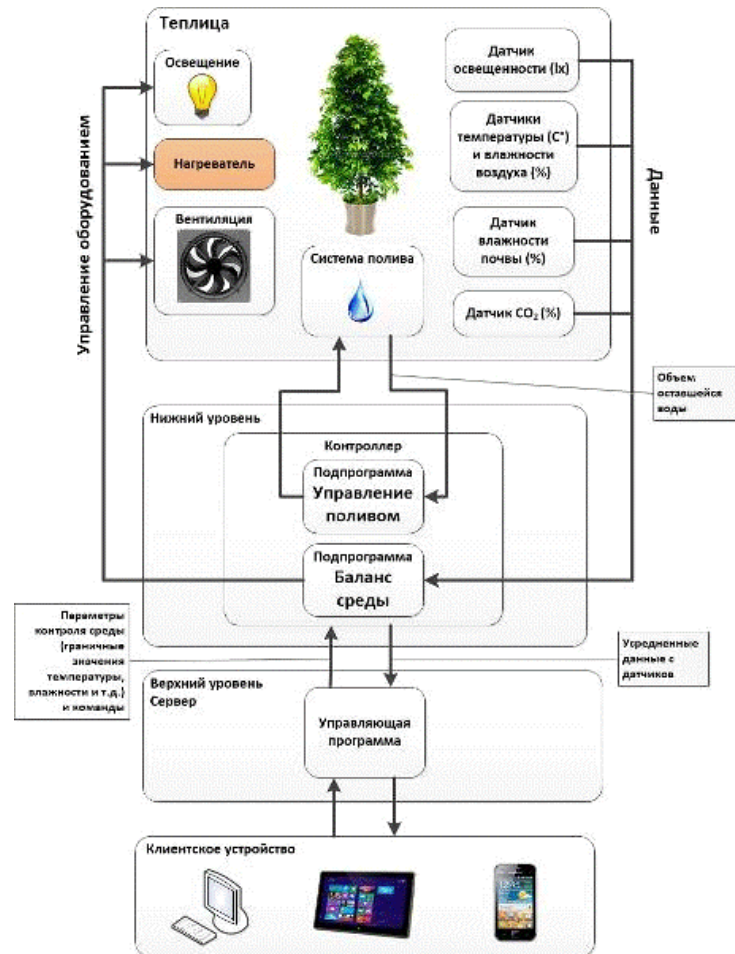 Теплица
Освещение
Нагреватель
Вентиляция
Управление оборудованием
Система полива
Датчик
освещенности (lx)
Датчики
температуры (С°)
и влажности
воздуха (%)
Датчик
влажности
почвы (%)
Датчик CO₂ (%)
Данные
Объем
оставшейся
воды
Нижний уровень
Контроллер
Подпрограмма
Управление
поливом
Подпрограмма
Баланс
среды
Параметры
контроля среды
(граничные
значения
температуры,
влажности и т.д.)
и команды
Усредненные
данные с
датчиков
Верхний уровень
Сервер
Управляющая
программа
Клиентское устройство